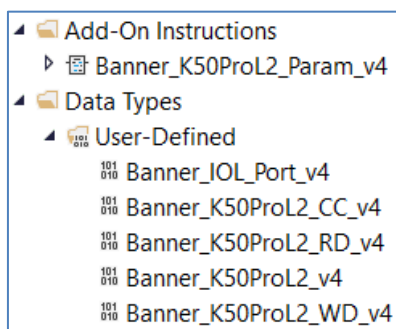 Add-On Instructions
Banner_K50ProL2_Param_v4
Data Types
User-Defined
Banner_IOL_Port_v4
Banner_K50ProL2_CC_v4
Banner_K50ProL2_RD_v4
Banner_K50ProL2_v4
Banner_K50ProL2_WD_v4